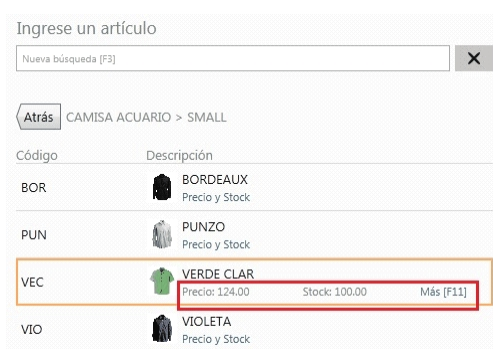 Ingrese un artículo
Nueva búsqueda [F3]
Atrás CAMISA ACUARIO > SMALL
Código Descripción
BOR BORDEAUX
Precio y Stock
PUN PUNZO
Precio y Stock
VEC VERDE CLAR
Precio: 124.00 Stock: 100.00 Más [F11]
VIO VIOLETA
Precio y Stock